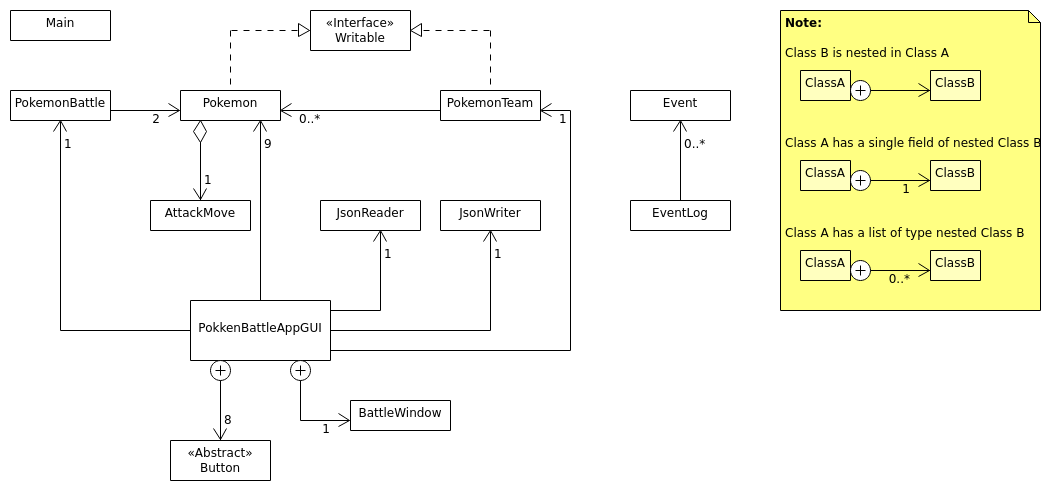 Main
«Interface»
Writable
PokemonBattle
2
Pokemon
0..*
PokemonTeam
1
Event
1
9
0..*
1
AttackMove
JsonReader
JsonWriter
EventLog
1
1
PokkenBattleAppGUI
8
1
BattleWindow
«Abstract»
Button
Note:
Class B is nested in Class A
ClassA
+
ClassB
Class A has a single field of nested Class B
ClassA
+
1
ClassB
Class A has a list of type nested Class B
ClassA
+
0..*
ClassB